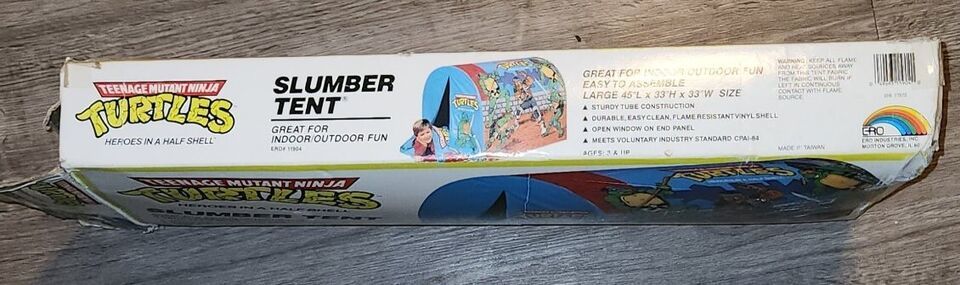 TEENAGE MUTANT NINJA
TURTLES
HEROES IN A HALF SHELL
SLUMBER
TENT
GREAT FOR
INDOOR/OUTDOOR FUN
ERO# 11904
TURTLES
GREAT FOR INDOOR/OUTDOOR FUN
EASY TO ASSEMBLE
LARGE 45"L x 33"H x 33"W SIZE
▲ STURDY TUBE CONSTRUCTION
▲ DURABLE, EASY CLEAN, FLAME RESISTANT VINYL SHELL
▲ OPEN WINDOW ON END PANEL
▲ MEETS VOLUNTARY INDUSTRY STANDARD CPAI-84
AGES: 3 & UP
WARNING: KEEP ALL FLAME
AND HEAT SOURCES AWAY
FROM THIS TENT FABRIC.
THE FABRIC WILL BURN IF
LEFT IN CONTINUOUS
CONTACT WITH FLAME
SOURCE.
MADE IN TAIWAN
ERO
ERO INDUSTRIES, INC.
MORTON GROVE, IL 60
TEENAGE MUTANT NINJA
TURTLES
HEROES IN A HALF SHELL
SLUMBER TENT